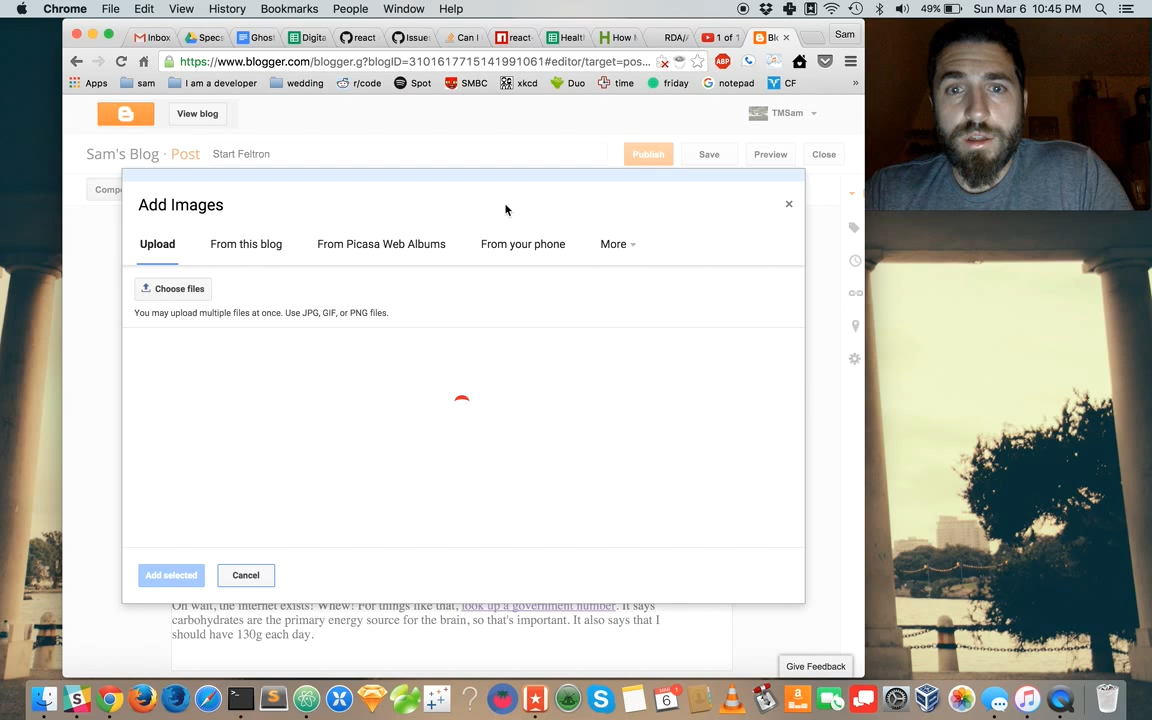 Chrome File Edit View History Bookmarks People Window Help 49% Sun Mar 6 10:45 PM
Inbox Specs Ghost Digita react Issue: Can I react- Healt How I RDA// 1 of 1 Blo Sam
https://www.blogger.com/blogger.g?blogID=3101617715141991061#editor/target=pos... ABP
Apps sam I am a developer wedding r/code Spot SMBC xkcd Duo time friday notepad CF »
View blog TMSam
Sam's Blog · Post Start Feltron Publish Save Preview Close
Compo
Add Images
Upload From this blog From Picasa Web Albums From your phone More
Choose files
You may upload multiple files at once. Use JPG, GIF, or PNG files.
Add selected Cancel
Oh wait, the internet exists! Whew! For things like that, look up a government number. It says
carbohydrates are the primary energy source for the brain, so that's important. It also says that I
should have 130g each day.
Give Feedback